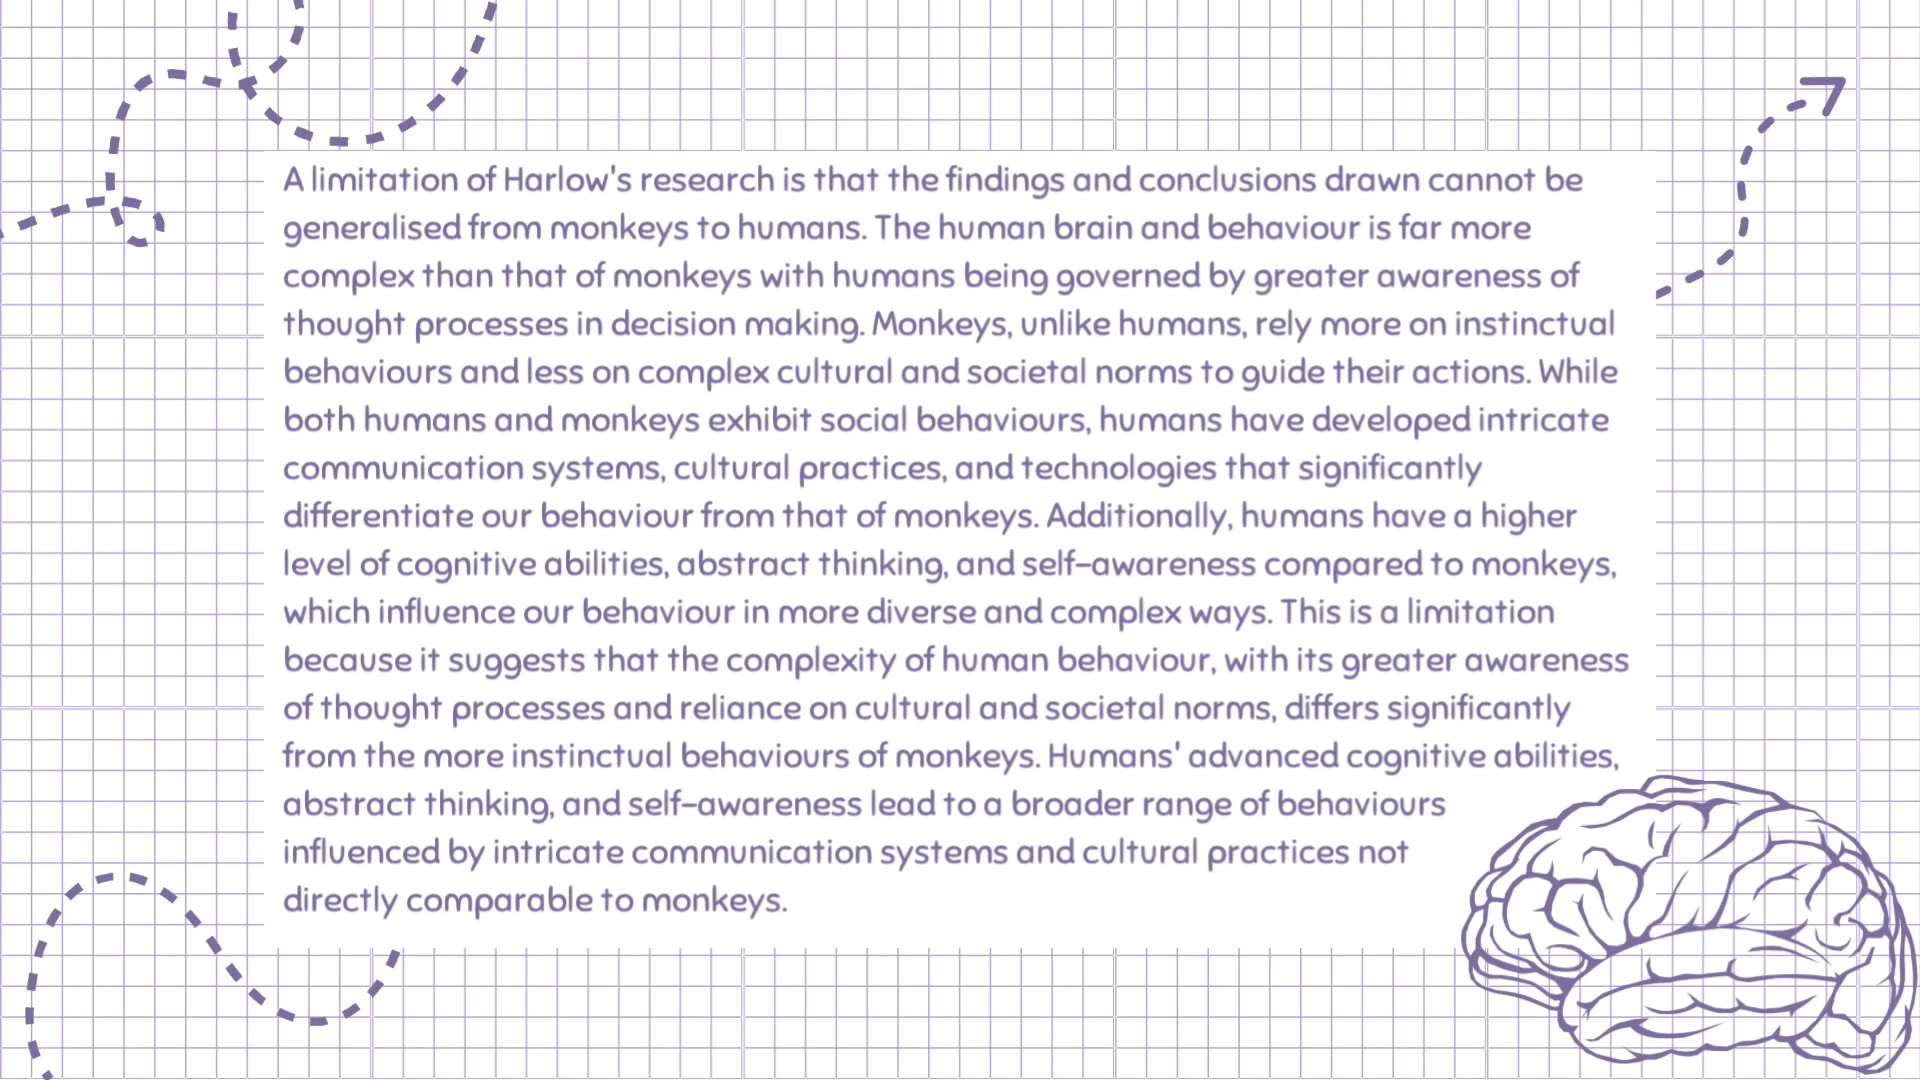 A limitation of Harlow's research is that the findings and conclusions drawn cannot be
generalised from monkeys to humans. The human brain and behaviour is far more
complex than that of monkeys with humans being governed by greater awareness of
thought processes in decision making. Monkeys, unlike humans, rely more on instinctual
behaviours and less on complex cultural and societal norms to guide their actions. While
both humans and monkeys exhibit social behaviours, humans have developed intricate
communication systems, cultural practices, and technologies that significantly
differentiate our behaviour from that of monkeys. Additionally, humans have a higher
level of cognitive abilities, abstract thinking, and self-awareness compared to monkeys,
which influence our behaviour in more diverse and complex ways. This is a limitation
because it suggests that the complexity of human behaviour, with its greater awareness
of thought processes and reliance on cultural and societal norms, differs significantly
from the more instinctual behaviours of monkeys. Humans' advanced cognitive abilities,
abstract thinking, and self-awareness lead to a broader range of behaviours
influenced by intricate communication systems and cultural practices not
directly comparable to monkeys.